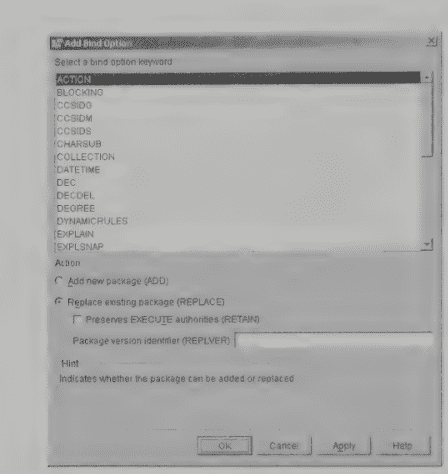 Add Bind Option
Select a bind option keyword
ACTION
BLOCKING
CCSIDG
CCSIDM
CCSIDS
CHARSUB
COLLECTION
DATETIME
DEC
DECDEL
DEGREE
DYNAMICRULES
EXPLAIN
EXPLSNAP
Action
Add new package (ADD)
Replace existing package (REPLACE)
Preserves EXECUTE authorities (RETAIN)
Package version identifier (REPLVER)
Hint
Indicates whether the package can be added or replaced
OK Cancel Apply Help